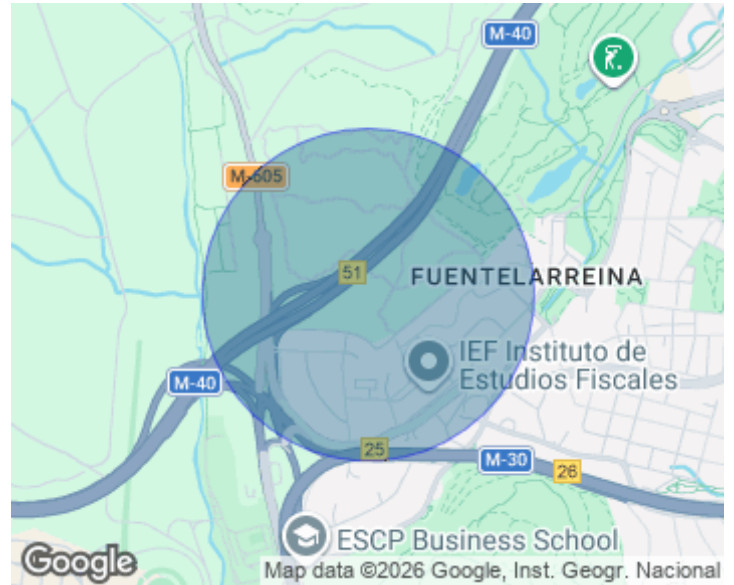 M-40
M-605
51
FUENTELARREINA
IEF Instituto de
Estudios Fiscales
M-40
25
M-30
26
ESCP Business School
Google
Map data ©2026 Google, Inst. Geogr. Nacional